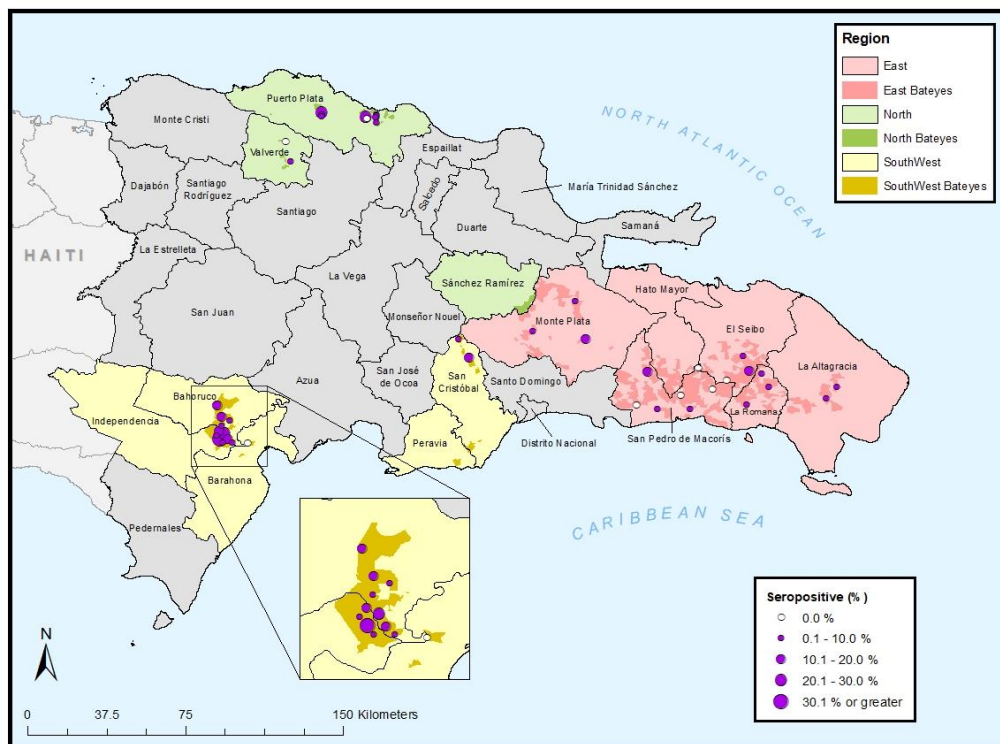 Region
East
East Bateyes
North
North Bateyes
SouthWest
SouthWest Bateyes
NORTH ATLANTIC OCEAN
Puerto Plata
Monte Cristi
Espaillat
Valverde
Dajabón
Santiago
Rodríguez
Salcedo
María Trinidad Sánchez
Santiago
Duarte
Samaná
HAITI
La Estrelleta
La Vega
Sánchez Ramírez
Hato Mayor
San Juan
Monseñor Nouel
Monte Plata
El Seibo
La Altagracia
Azua
San José
de Ocoa
San
Cristóbal
Santo Domingo
Bahoruco
La Romana
Independencia
Peravia
Distrito Nacional
San Pedro de Macorís
Barahona
Pedernales
CARIBBEAN SEA
Seropositive (%)
0.0 %
0.1 - 10.0 %
10.1 - 20.0 %
20.1 - 30.0 %
30.1 % or greater
N
0 37.5 75 150 Kilometers